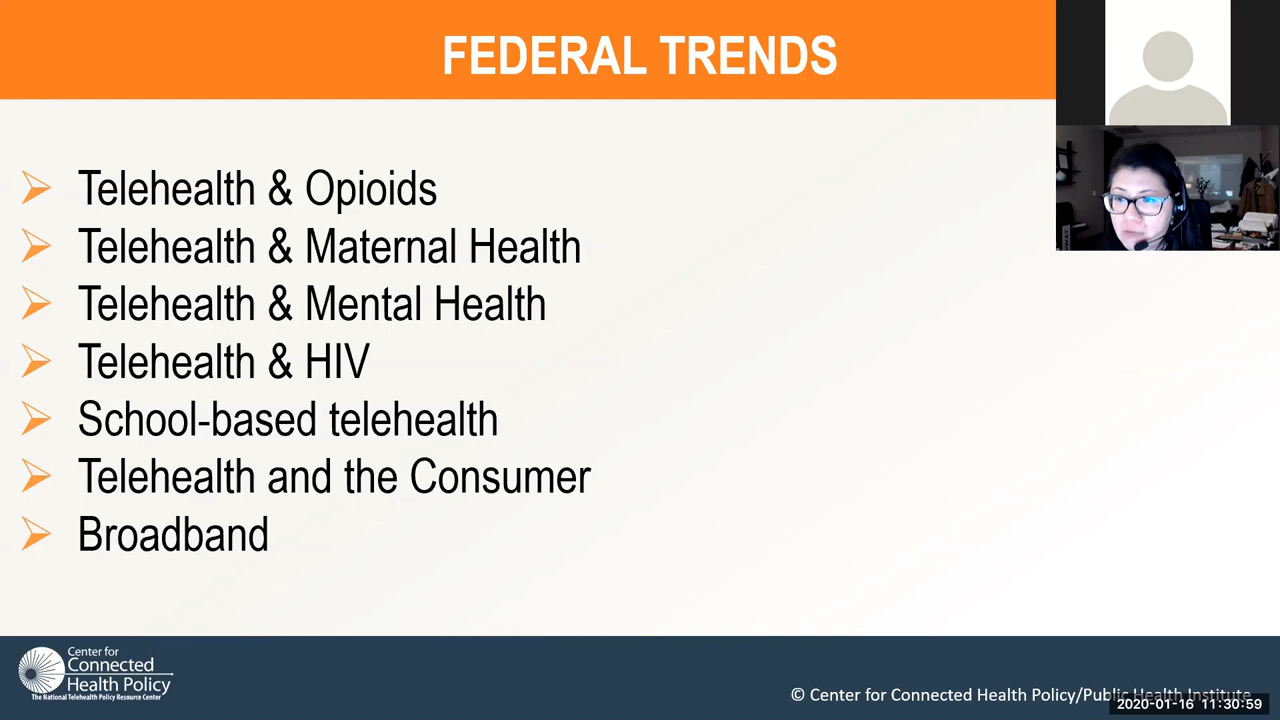 FEDERAL TRENDS
Telehealth & Opioids
Telehealth & Maternal Health
Telehealth & Mental Health
Telehealth & HIV
School-based telehealth
Telehealth and the Consumer
Broadband
Center for
Connected
Health Policy
The National Telehealth Policy Resource Center
© Center for Connected Health Policy/Public Health Institute
2020-01-16 11:30:59